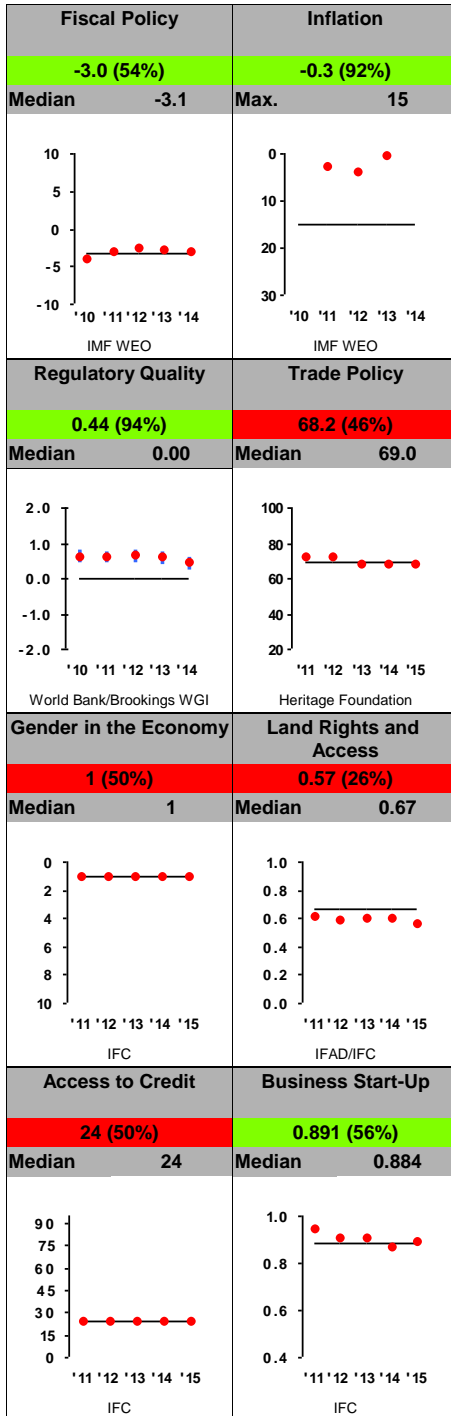 Fiscal Policy
-3.0 (54%)
Median -3.1
10
5
0
-5
-10
'10 '11 '12 '13 '14
IMF WEO
Inflation
-0.3 (92%)
Max. 15
0
10
20
30
'10 '11 '12 '13 '14
IMF WEO
Regulatory Quality
0.44 (94%)
Median 0.00
2.0
1.0
0.0
-1.0
-2.0
'10 '11 '12 '13 '14
World Bank/Brookings WGI
Trade Policy
68.2 (46%)
Median 69.0
100
80
60
40
20
'11 '12 '13 '14 '15
Heritage Foundation
Gender in the Economy
1 (50%)
Median 1
0
2
4
6
8
10
'11 '12 '13 '14 '15
IFC
Land Rights and
Access
0.57 (26%)
Median 0.67
1.0
0.8
0.6
0.4
0.2
0.0
'11 '12 '13 '14 '15
IFAD/IFC
Access to Credit
24 (50%)
Median 24
90
75
60
45
30
15
0
'11 '12 '13 '14 '15
IFC
Business Start-Up
0.891 (56%)
Median 0.884
1.0
0.8
0.6
0.4
'11 '12 '13 '14 '15
IFC